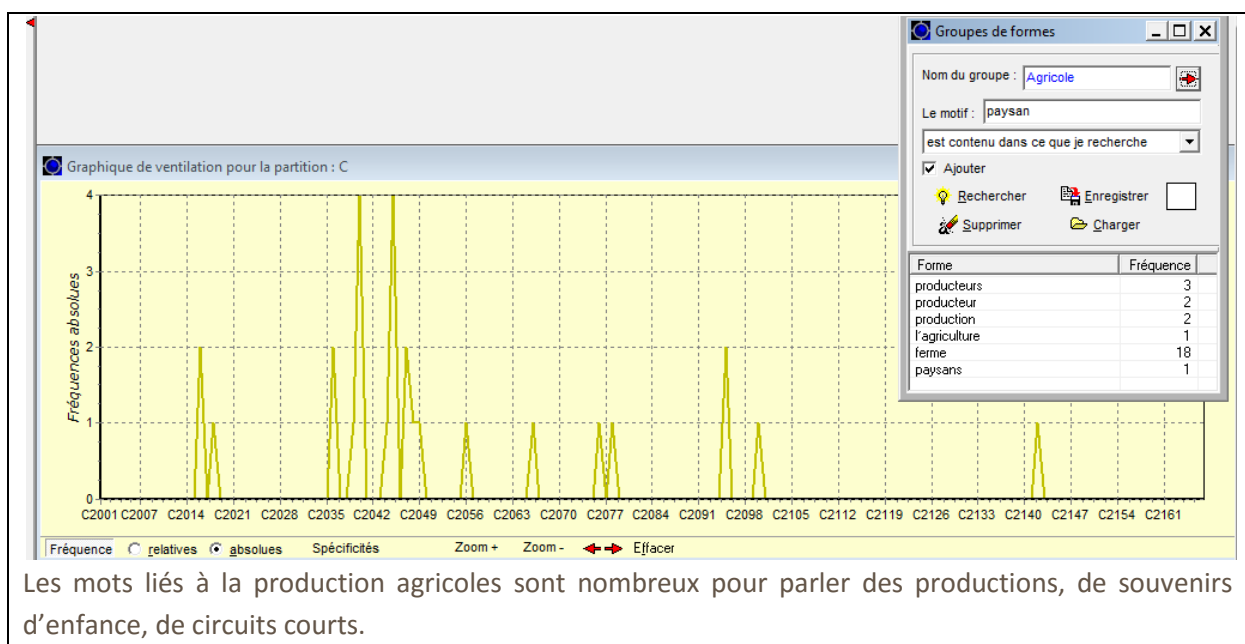 Groupes de formes
Nom du groupe : Agricole
Le motif : paysan
est contenu dans ce que je recherche
Ajouter
Rechercher Enregistrer
Supprimer Charger
Forme Fréquence
producteurs 3
producteur 2
production 2
l'agriculture 1
ferme 18
paysans 1
Graphique de ventilation pour la partition : C
Fréquences absolues
4
3
2
1
0
C2001 C2007 C2014 C2021 C2028 C2035 C2042 C2049 C2056 C2063 C2070 C2077 C2084 C2091 C2098 C2105 C2112 C2119 C2126 C2133 C2140 C2147 C2154 C2161
Fréquence relatives absolues Spécificités Zoom + Zoom - Effacer
Les mots liés à la production agricoles sont nombreux pour parler des productions, de souvenirs
d’enfance, de circuits courts.